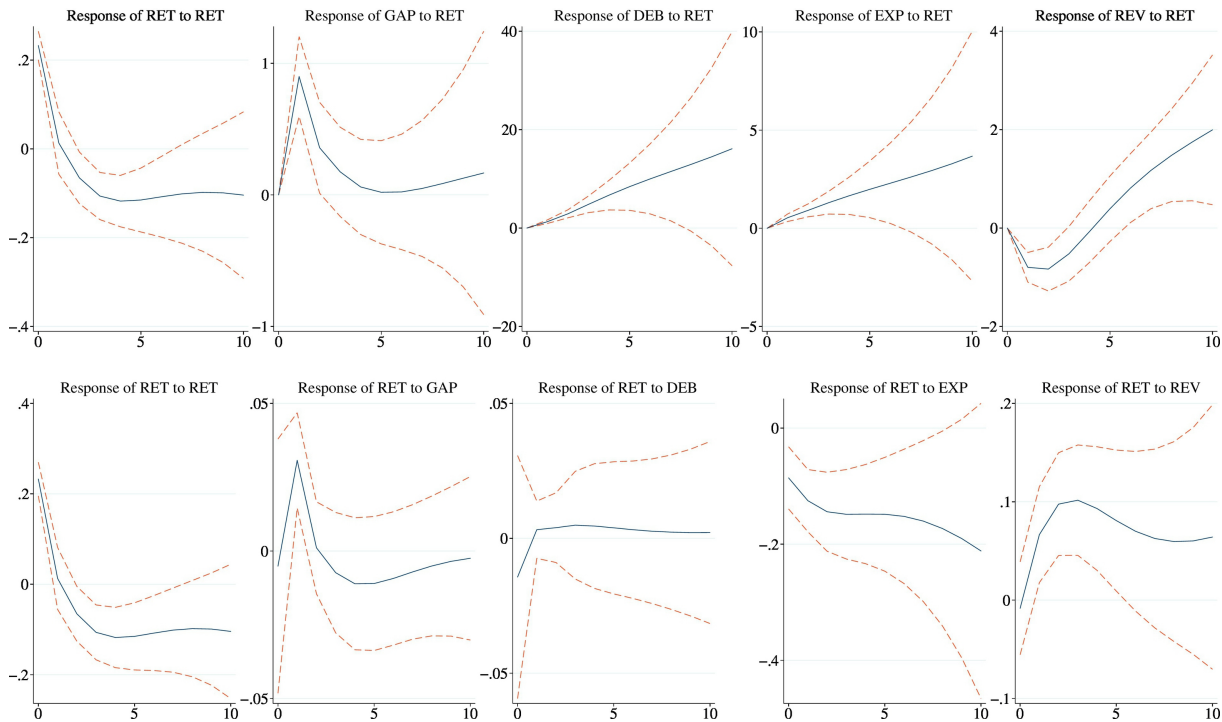 Response of RET to RET
.2
0
-.2
-.4
0 5 10
Response of GAP to RET
1
0
-1
0 5 10
Response of DEB to RET
40
20
0
-20
0 5 10
Response of EXP to RET
10
5
0
-5
0 5 10
Response of REV to RET
4
2
0
-2
0 5 10
Response of RET to RET
.4
.2
0
-.2
0 5 10
Response of RET to GAP
.05
0
-.05
0 5 10
Response of RET to DEB
.05
0
-.05
0 5 10
Response of RET to EXP
0
-.2
-.4
0 5 10
Response of RET to REV
.2
.1
0
-.1
0 5 10